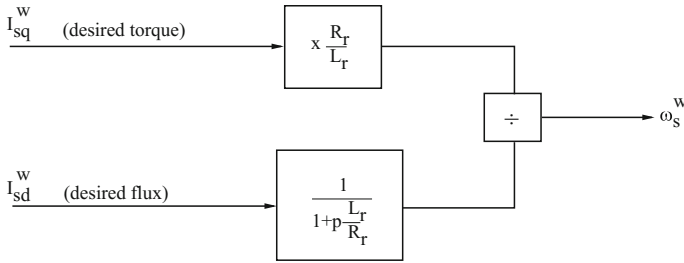 I_sq^w (desired torque)
x R_r/L_r
÷
ω_s^w
I_sd^w (desired flux)
1/(1+p L_r/R_r)